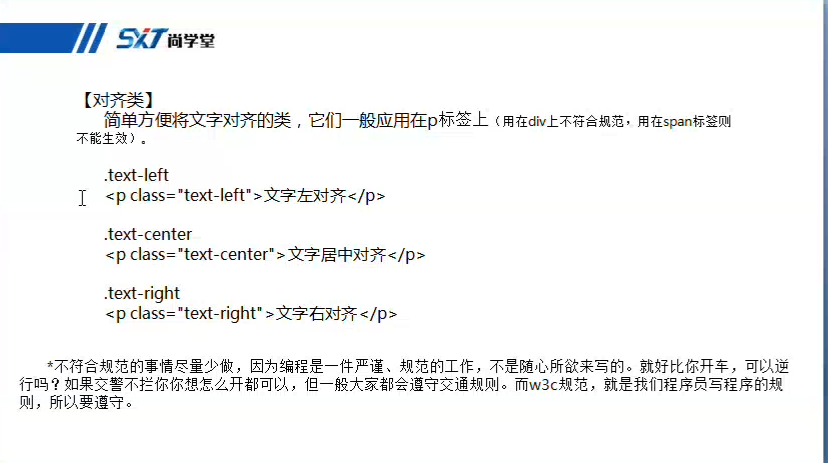 SXT尚学堂
【对齐类】
简单方便将文字对齐的类，它们一般应用在p标签上（用在div上不符合规范，用在span标签则
不能生效）。
.text-left
<p class="text-left">文字左对齐</p>
.text-center
<p class="text-center">文字居中对齐</p>
.text-right
<p class="text-right">文字右对齐</p>
*不符合规范的事情尽量少做，因为编程是一件严谨、规范的工作，不是随心所欲来写的。就好比你开车，可以逆
行吗？如果交警不拦你你想怎么开都可以，但一般大家都会遵守交通规则。而w3c规范，就是我们程序员写程序的规
则，所以要遵守。